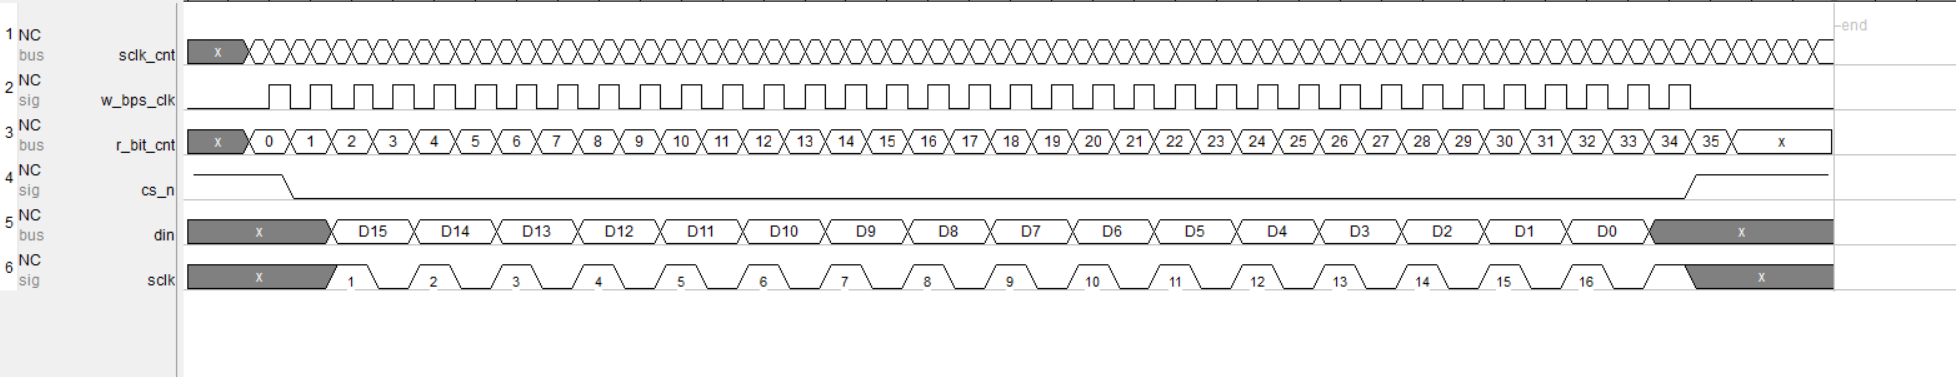 end
1 NC
bus sclk_cnt x
2 NC
sig w_bps_clk
3 NC
bus r_bit_cnt x 0 1 2 3 4 5 6 7 8 9 10 11 12 13 14 15 16 17 18 19 20 21 22 23 24 25 26 27 28 29 30 31 32 33 34 35 x
4 NC
sig cs_n
5 NC
bus din x D15 D14 D13 D12 D11 D10 D9 D8 D7 D6 D5 D4 D3 D2 D1 D0 x
6 NC
sig sclk x 1 2 3 4 5 6 7 8 9 10 11 12 13 14 15 16 x